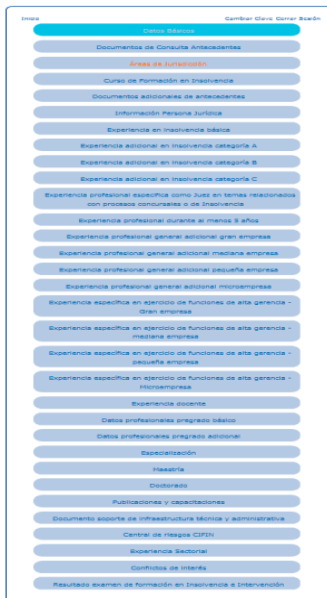 Inicio
Cambiar Clave Cerrar Sesión
Datos Básicos
Documentos de Consulta Antecedentes
Áreas de Jurisdicción
Curso de Formación en Insolvencia
Documentos adicionales de antecedentes
Información Persona Jurídica
Experiencia en insolvencia básica
Experiencia adicional en insolvencia categoría A
Experiencia adicional en insolvencia categoría B
Experiencia adicional en insolvencia categoría C
Experiencia profesional específica como Juez en temas relacionados
con procesos concursales o de Insolvencia
Experiencia profesional durante al menos 5 años
Experiencia profesional general adicional gran empresa
Experiencia profesional general adicional mediana empresa
Experiencia profesional general adicional pequeña empresa
Experiencia profesional general adicional microempresa
Experiencia específica en ejercicio de funciones de alta gerencia -
Gran empresa
Experiencia específica en ejercicio de funciones de alta gerencia -
mediana empresa
Experiencia específica en ejercicio de funciones de alta gerencia -
pequeña empresa
Experiencia específica en ejercicio de funciones de alta gerencia -
Microempresa
Experiencia docente
Datos profesionales pregrado básico
Datos profesionales pregrado adicional
Especialización
Maestría
Doctorado
Publicaciones y capacitaciones
Documento soporte de infraestructura técnica y administrativa
Central de riesgos CIFIN
Experiencia Sectorial
Conflictos de interés
Resultado examen de formación en Insolvencia e Intervención